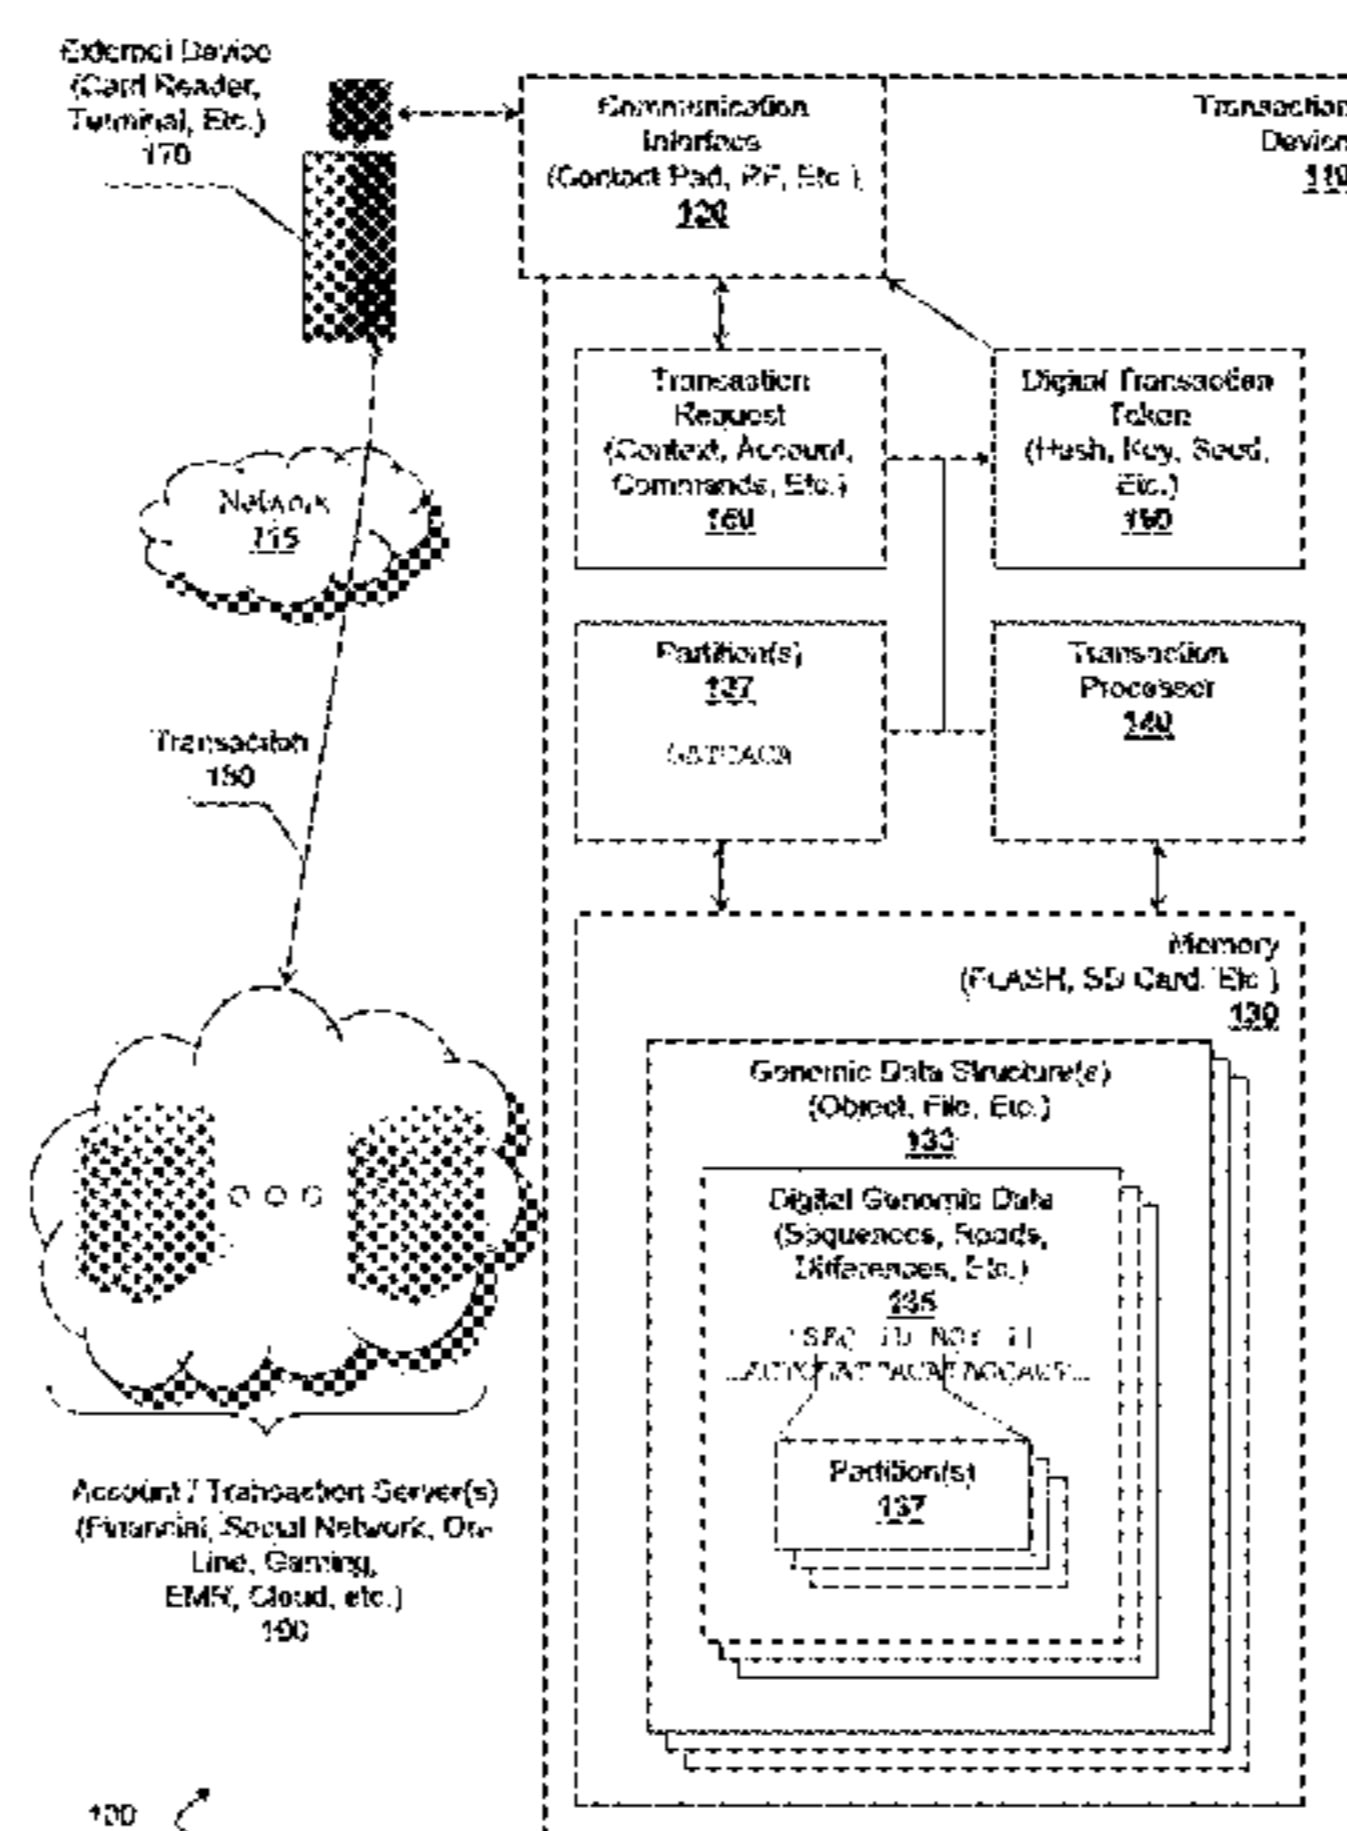 External Device
(Card Reader,
Terminal, Etc.)
170
Communication
Interface
(Contact Pad, RF, Etc.)
120
Transaction
Device
110
Transaction
Request
(Context, Account,
Commands, Etc.)
160
Digital Transaction
Token
(Hash, Key, Seed,
Etc.)
Network
115
Partition(s)
137
GATTACA
Transaction
Processor
140
Transaction
Memory
(FLASH, SD Card, Etc.)
130
Genomic Data Structure(s)
(Object, File, Etc.)
133
Digital Genomic Data
(Sequences, Reads,
Differences, Etc.)
135
Partition(s)
137
Account / Transaction Server(s)
(Financial, Social Network, On-
Line, Gaming,
EMR, Cloud, etc.)
190
100